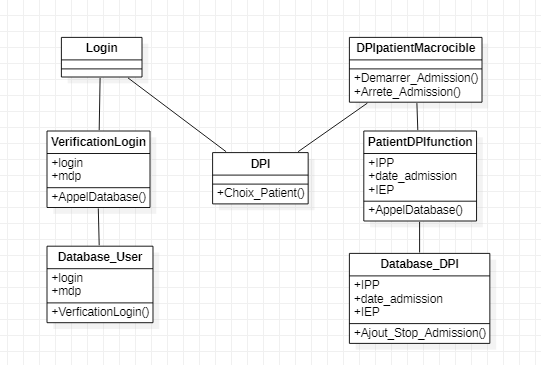 Login
DPIpatientMacrocible
+Demarrer_Admission()
+Arrete_Admission()
VerificationLogin
+login
+mdp
+AppelDatabase()
DPI
+Choix_Patient()
PatientDPIfunction
+IPP
+date_admission
+IEP
+AppelDatabase()
Database_User
+login
+mdp
+VerficationLogin()
Database_DPI
+IPP
+date_admission
+IEP
+Ajout_Stop_Admission()